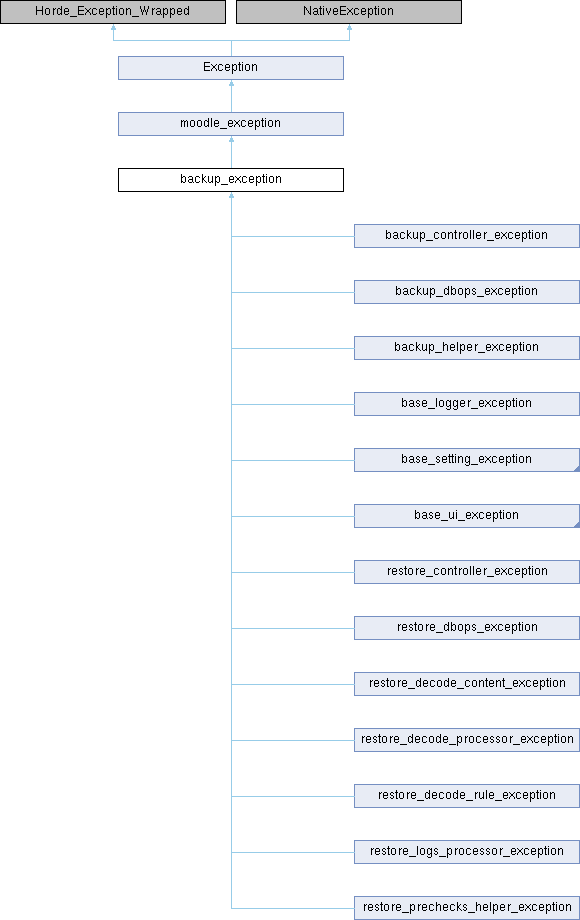 Horde_Exception_Wrapped
NativeException
Exception
moodle_exception
backup_exception
backup_controller_exception
backup_dbops_exception
backup_helper_exception
base_logger_exception
base_setting_exception
base_ui_exception
restore_controller_exception
restore_dbops_exception
restore_decode_content_exception
restore_decode_processor_exception
restore_decode_rule_exception
restore_logs_processor_exception
restore_prechecks_helper_exception